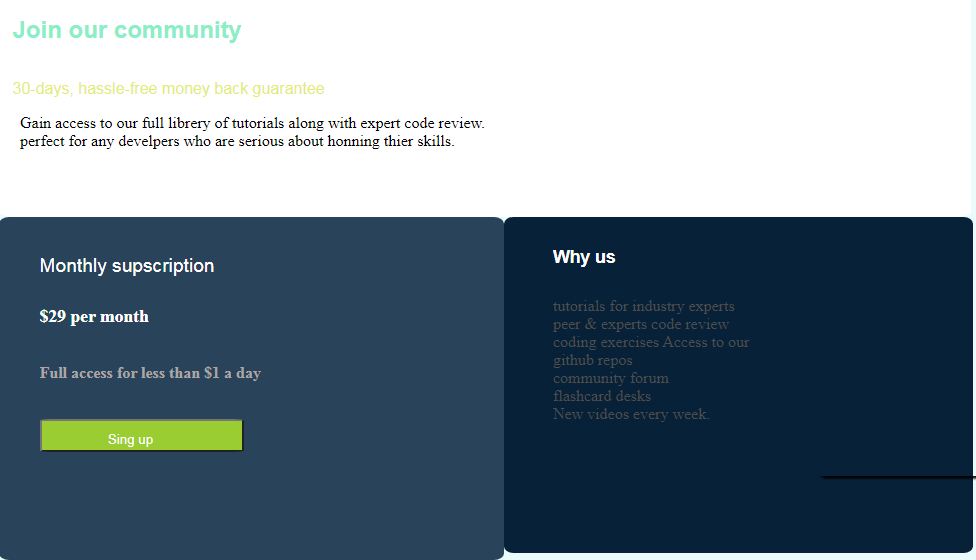 Join our community
30-days, hassle-free money back guarantee
Gain access to our full librery of tutorials along with expert code review.
perfect for any develpers who are serious about honning thier skills.
Monthly supscription
$29 per month
Full access for less than $1 a day
Sing up
Why us
tutorials for industry experts
peer & experts code review
coding exercises Access to our
github repos
community forum
flashcard desks
New videos every week.